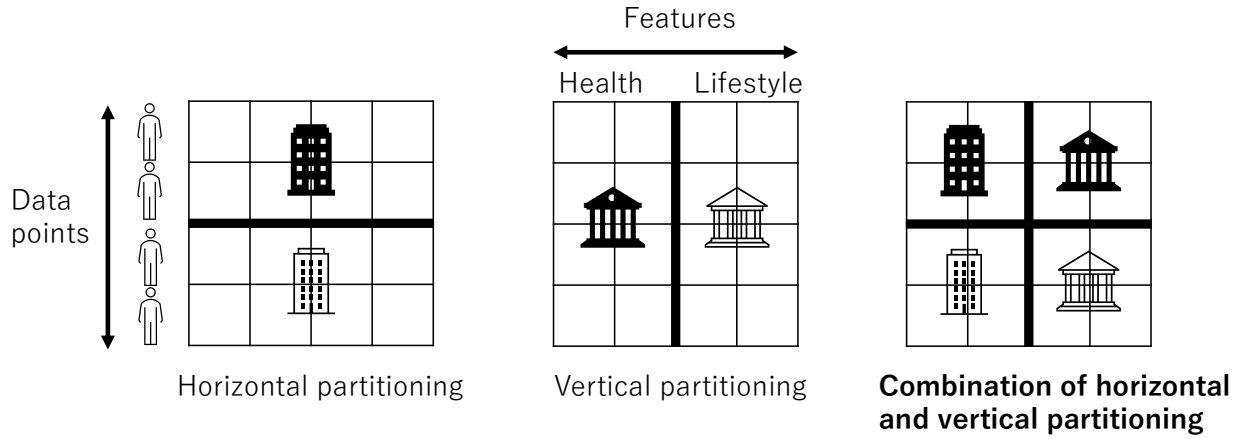 Features
Health Lifestyle
Data
points
Horizontal partitioning
Vertical partitioning
Combination of horizontal
and vertical partitioning